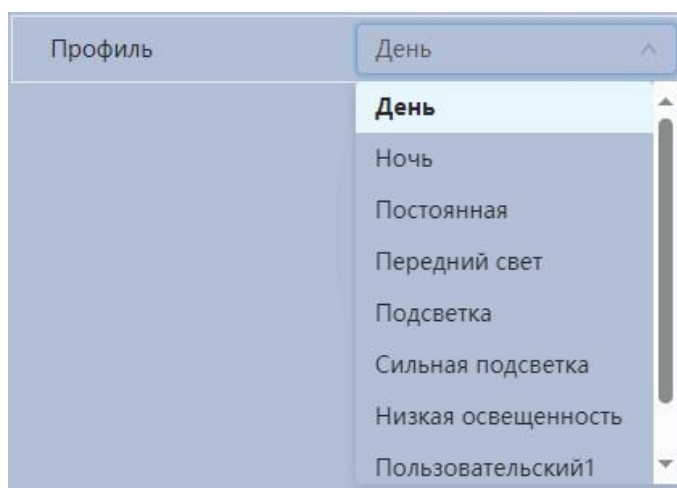 Профиль
День
День
Ночь
Постоянная
Передний свет
Подсветка
Сильная подсветка
Низкая освещенность
Пользовательский1